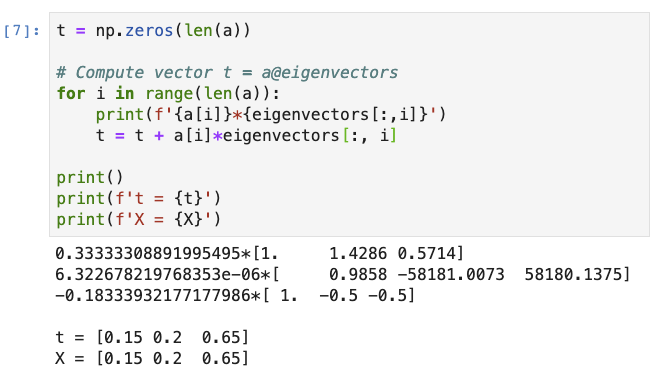 [7]: t = np.zeros(len(a))
# Compute vector t = a@eigenvectors
for i in range(len(a)):
    print(f'{a[i]}*{eigenvectors[:,i]}')
    t = t + a[i]*eigenvectors[:, i]
print()
print(f't = {t}')
print(f'X = {X}')
0.33333308891995495*[1.     1.4286 0.5714]
6.322678219768353e-06*[     0.9858 -58181.0073  58180.1375]
-0.18333932177177986*[ 1.  -0.5 -0.5]
t = [0.15 0.2  0.65]
X = [0.15 0.2  0.65]